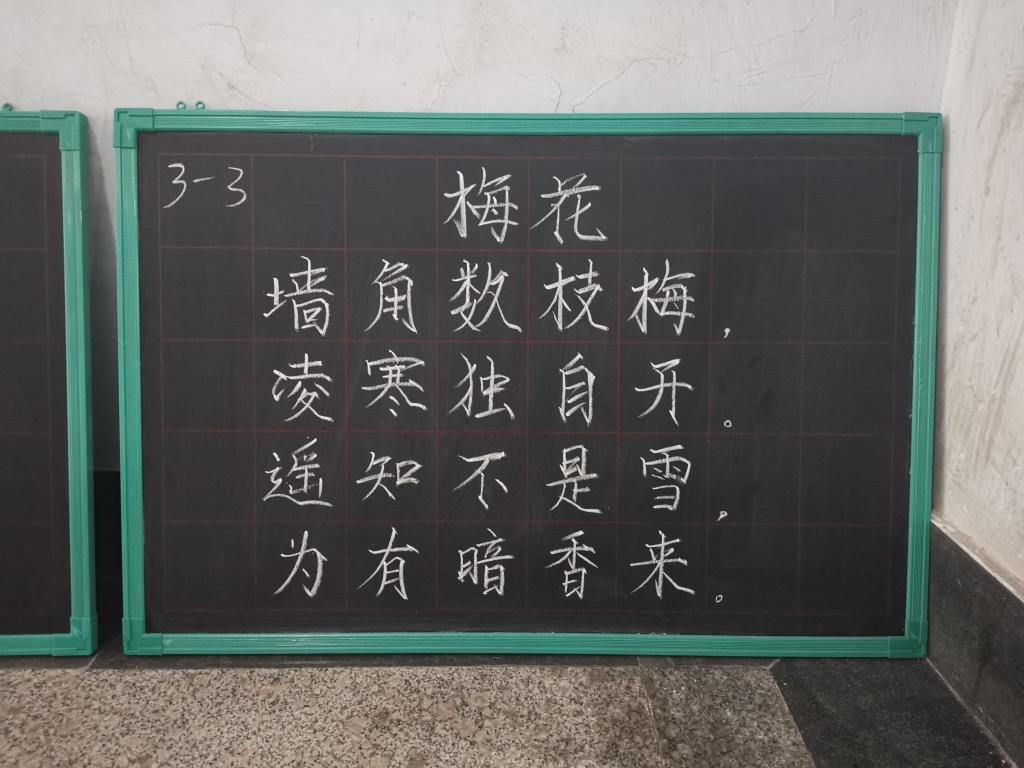 3-3
梅花
墙角数枝梅，
凌寒独自开。
遥知不是雪，
为有暗香来。